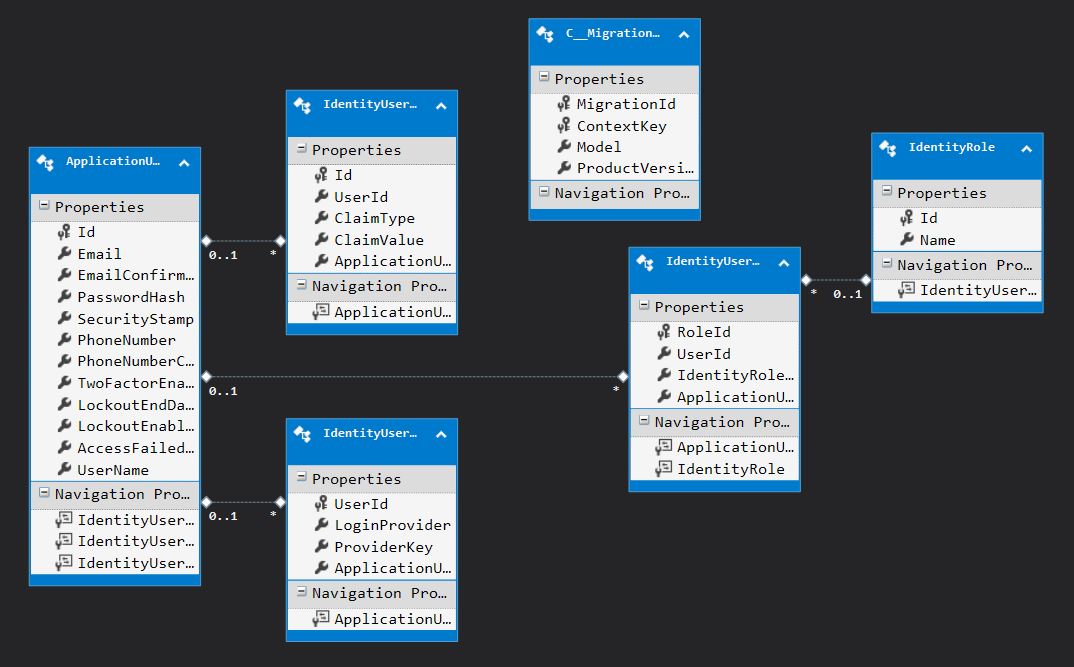 ApplicationU…
Properties
Id
Email
EmailConfirm…
PasswordHash
SecurityStamp
PhoneNumber
PhoneNumberC…
TwoFactorEna…
LockoutEndDa…
LockoutEnabl…
AccessFailed…
UserName
Navigation Pro…
IdentityUser…
IdentityUser…
IdentityUser…
0..1 *
0..1 *
0..1 *
IdentityUser…
Properties
Id
UserId
ClaimType
ClaimValue
ApplicationU…
Navigation Pro…
ApplicationU…
IdentityUser…
Properties
UserId
LoginProvider
ProviderKey
ApplicationU…
Navigation Pro…
ApplicationU…
C__Migration…
Properties
MigrationId
ContextKey
Model
ProductVersi…
Navigation Pro…
IdentityUser…
Properties
RoleId
UserId
IdentityRole…
ApplicationU…
Navigation Pro…
ApplicationU…
IdentityRole
* 0..1
IdentityRole
Properties
Id
Name
Navigation Pro…
IdentityUser…